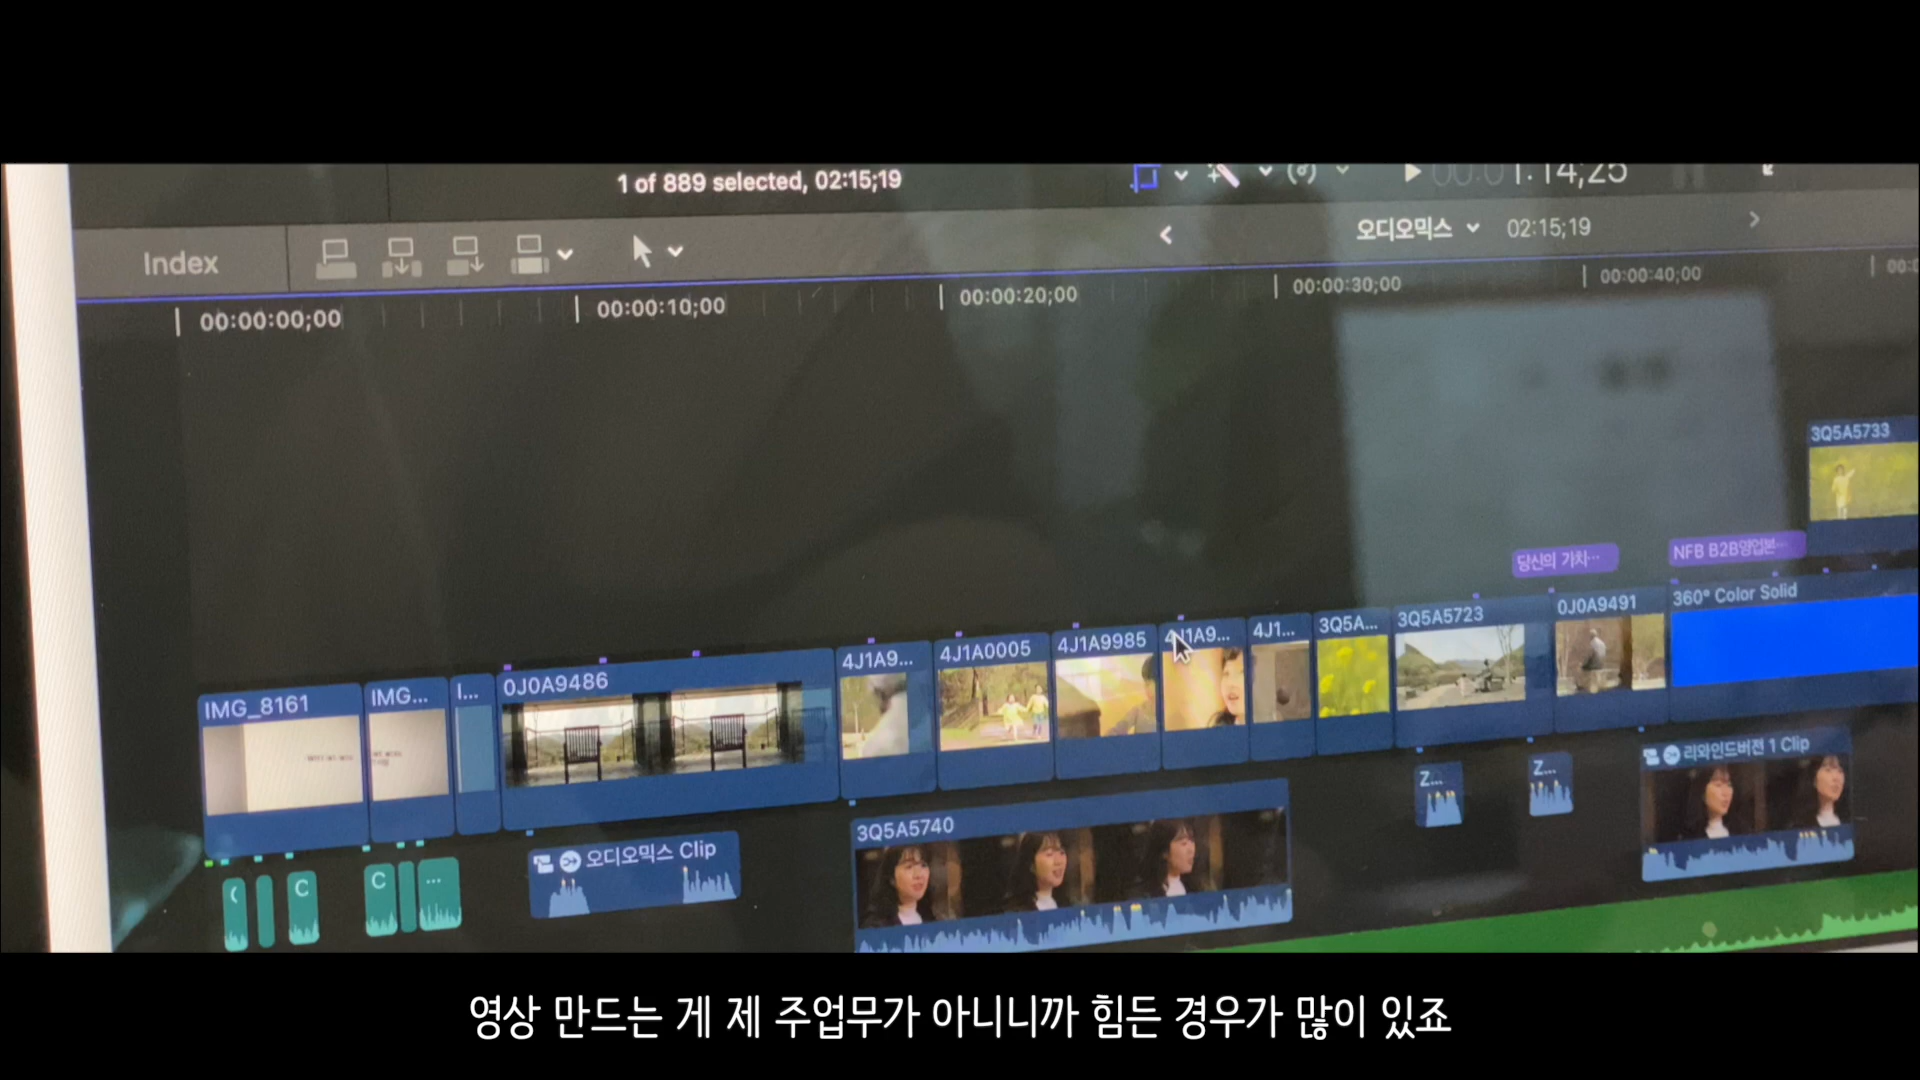 1 of 889 selected, 02:15;19
1:14;25
Index
오디오믹스 02:15;19
00:00:00;00
00:00:10;00
00:00:20;00
00:00:30;00
00:00:40;00
3Q5A5733
당신의 가치…
NFB B2B영업본…
IMG_8161
IMG...
I...
0J0A9486
4J1A9...
4J1A0005
4J1A9985
4J1A9...
4J1...
3Q5A...
3Q5A5723
0J0A9491
360° Color Solid
C
C
...
오디오믹스 Clip
3Q5A5740
Z...
Z...
리와인드버전 1 Clip
영상 만드는 게 제 주업무가 아니니까 힘든 경우가 많이 있죠